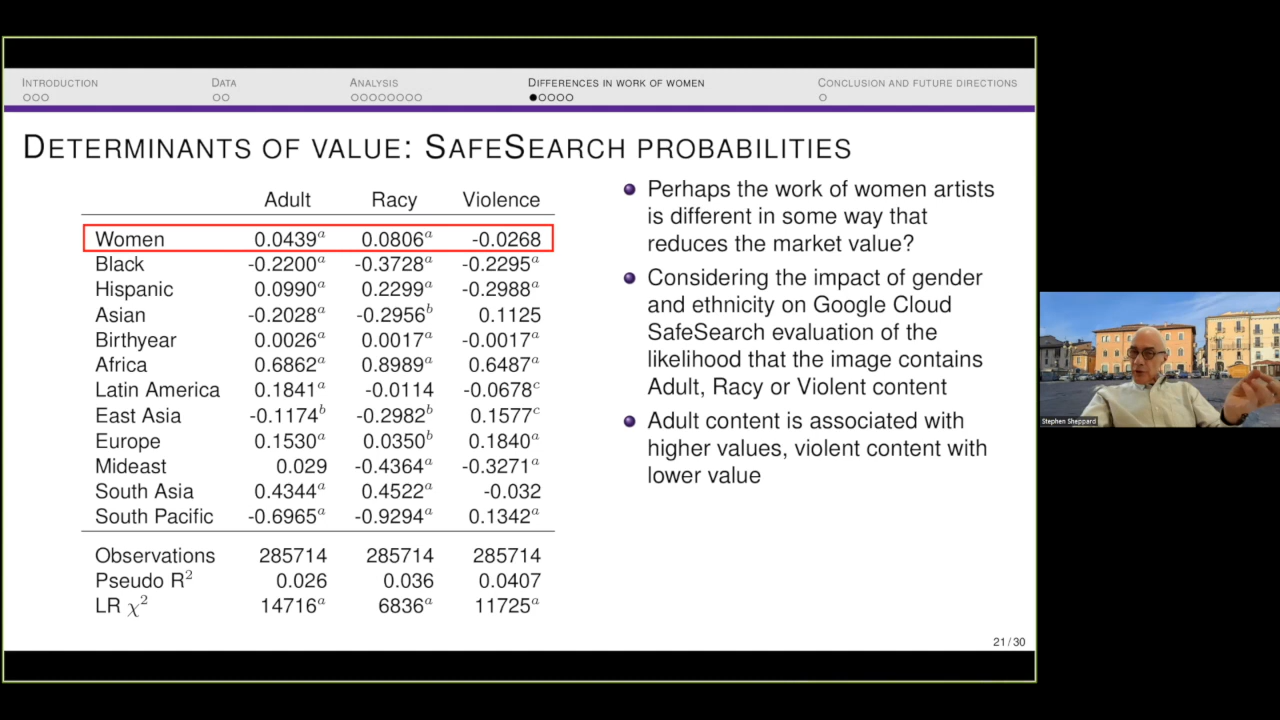 INTRODUCTION DATA ANALYSIS DIFFERENCES IN WORK OF WOMEN CONCLUSION AND FUTURE DIRECTIONS
DETERMINANTS OF VALUE: SAFESEARCH PROBABILITIES
Adult Racy Violence
Women 0.0439ᵃ 0.0806ᵃ -0.0268
Black -0.2200ᵃ -0.3728ᵃ -0.2295ᵃ
Hispanic 0.0990ᵃ 0.2299ᵃ -0.2988ᵃ
Asian -0.2028ᵃ -0.2956ᵇ 0.1125
Birthyear 0.0026ᵃ 0.0017ᵃ -0.0017ᵃ
Africa 0.6862ᵃ 0.8989ᵃ 0.6487ᵃ
Latin America 0.1841ᵃ -0.0114 -0.0678ᶜ
East Asia -0.1174ᵇ -0.2982ᵇ 0.1577ᶜ
Europe 0.1530ᵃ 0.0350ᵇ 0.1840ᵃ
Mideast 0.029 -0.4364ᵃ -0.3271ᵃ
South Asia 0.4344ᵃ 0.4522ᵃ -0.032
South Pacific -0.6965ᵃ -0.9294ᵃ 0.1342ᵃ
Observations 285714 285714 285714
Pseudo R² 0.026 0.036 0.0407
LR χ² 14716ᵃ 6836ᵃ 11725ᵃ
Perhaps the work of women artists
is different in some way that
reduces the market value?
Considering the impact of gender
and ethnicity on Google Cloud
SafeSearch evaluation of the
likelihood that the image contains
Adult, Racy or Violent content
Adult content is associated with
higher values, violent content with
lower value
21 / 30
Stephen Sheppard